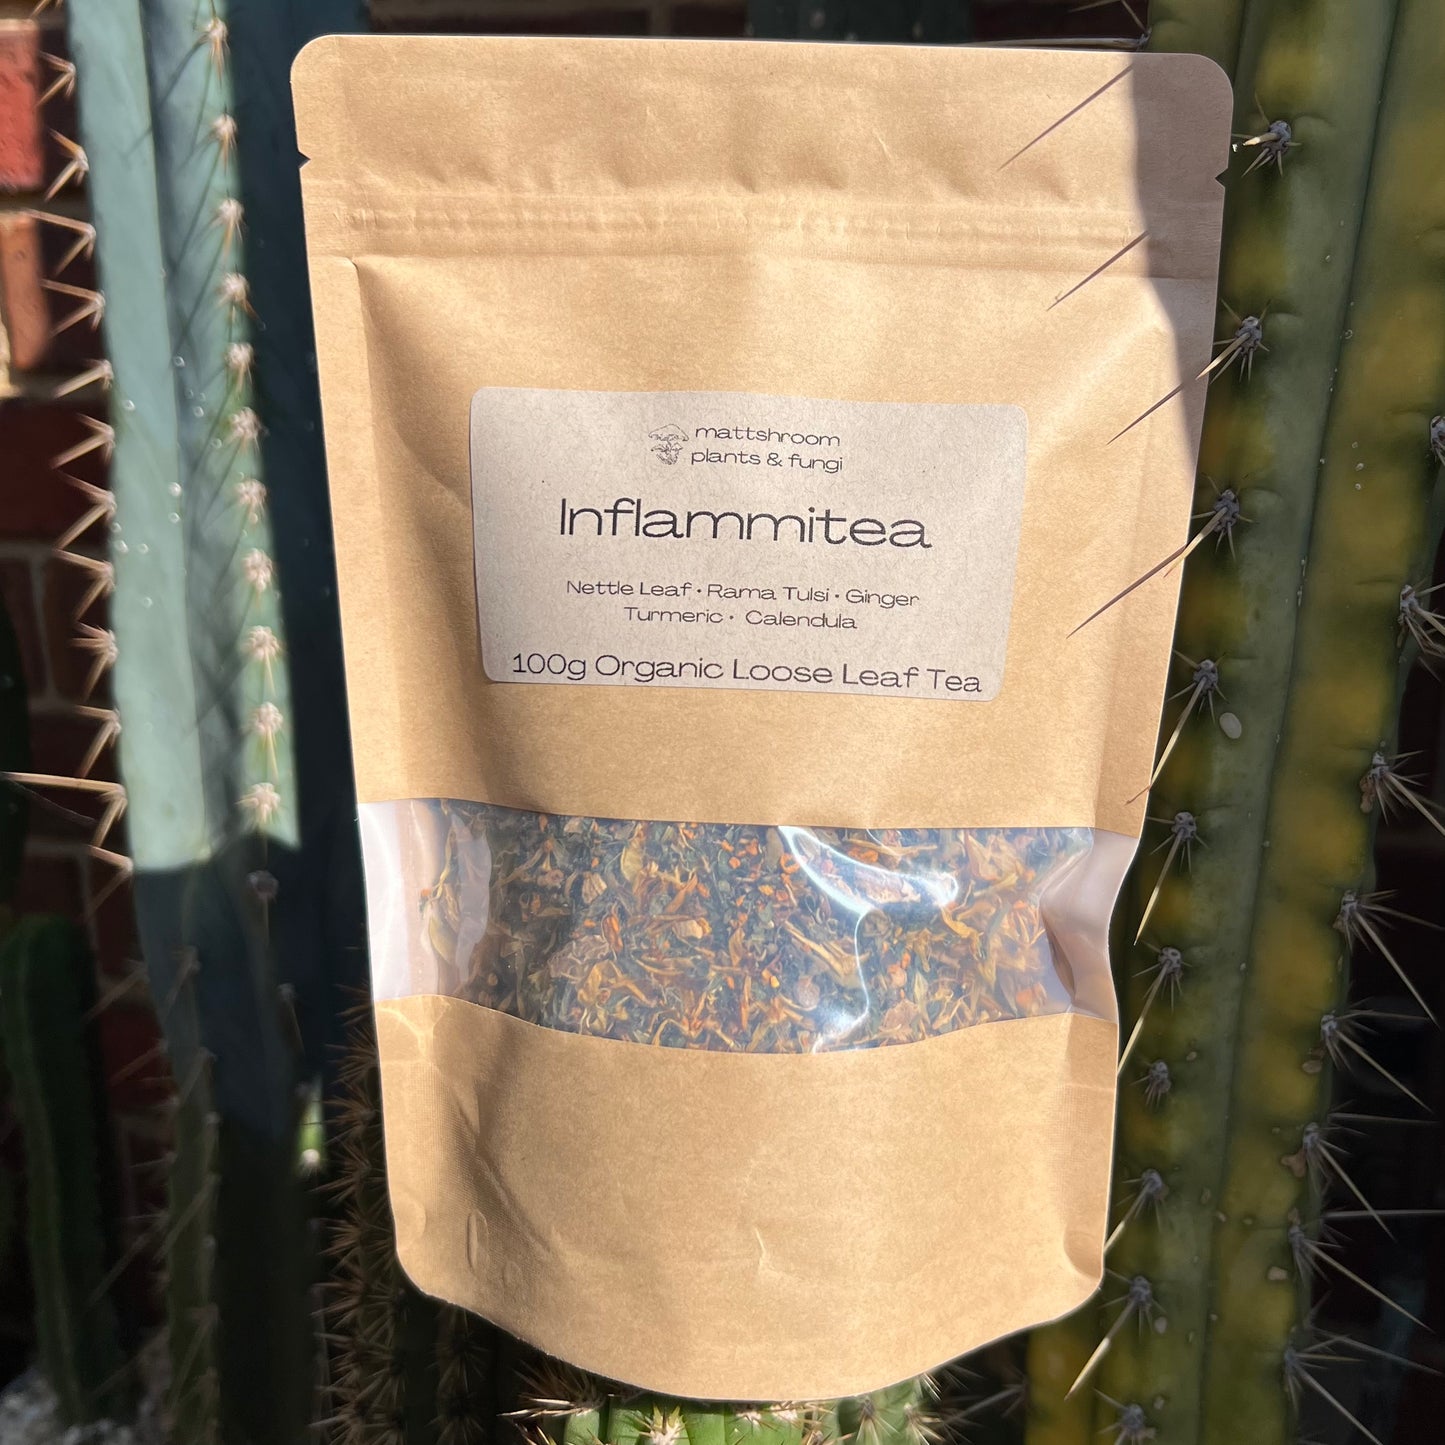 mattshroom
plants & fungi
Inflammitea
Nettle Leaf • Rama Tulsi • Ginger
Turmeric • Calendula
100g Organic Loose Leaf Tea